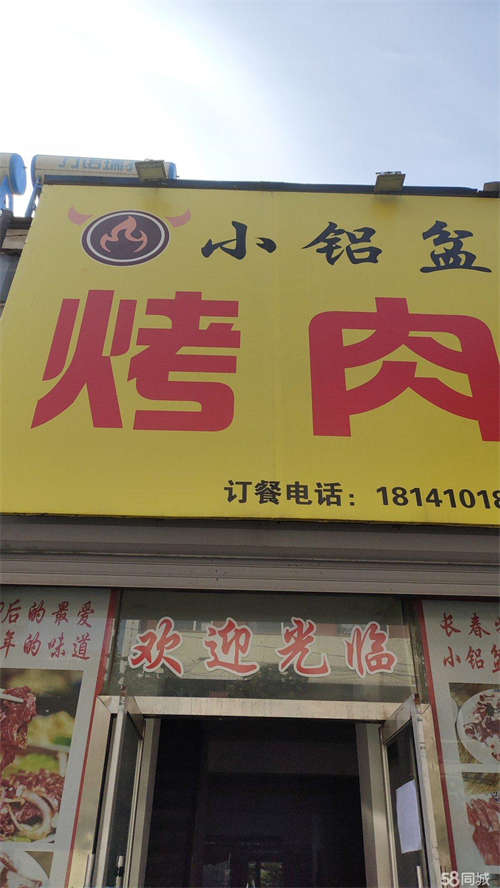 小铝盆
烤肉
订餐电话：18141018
欢迎光临
后的最爱
年的味道
长春
小铝盆
58同城